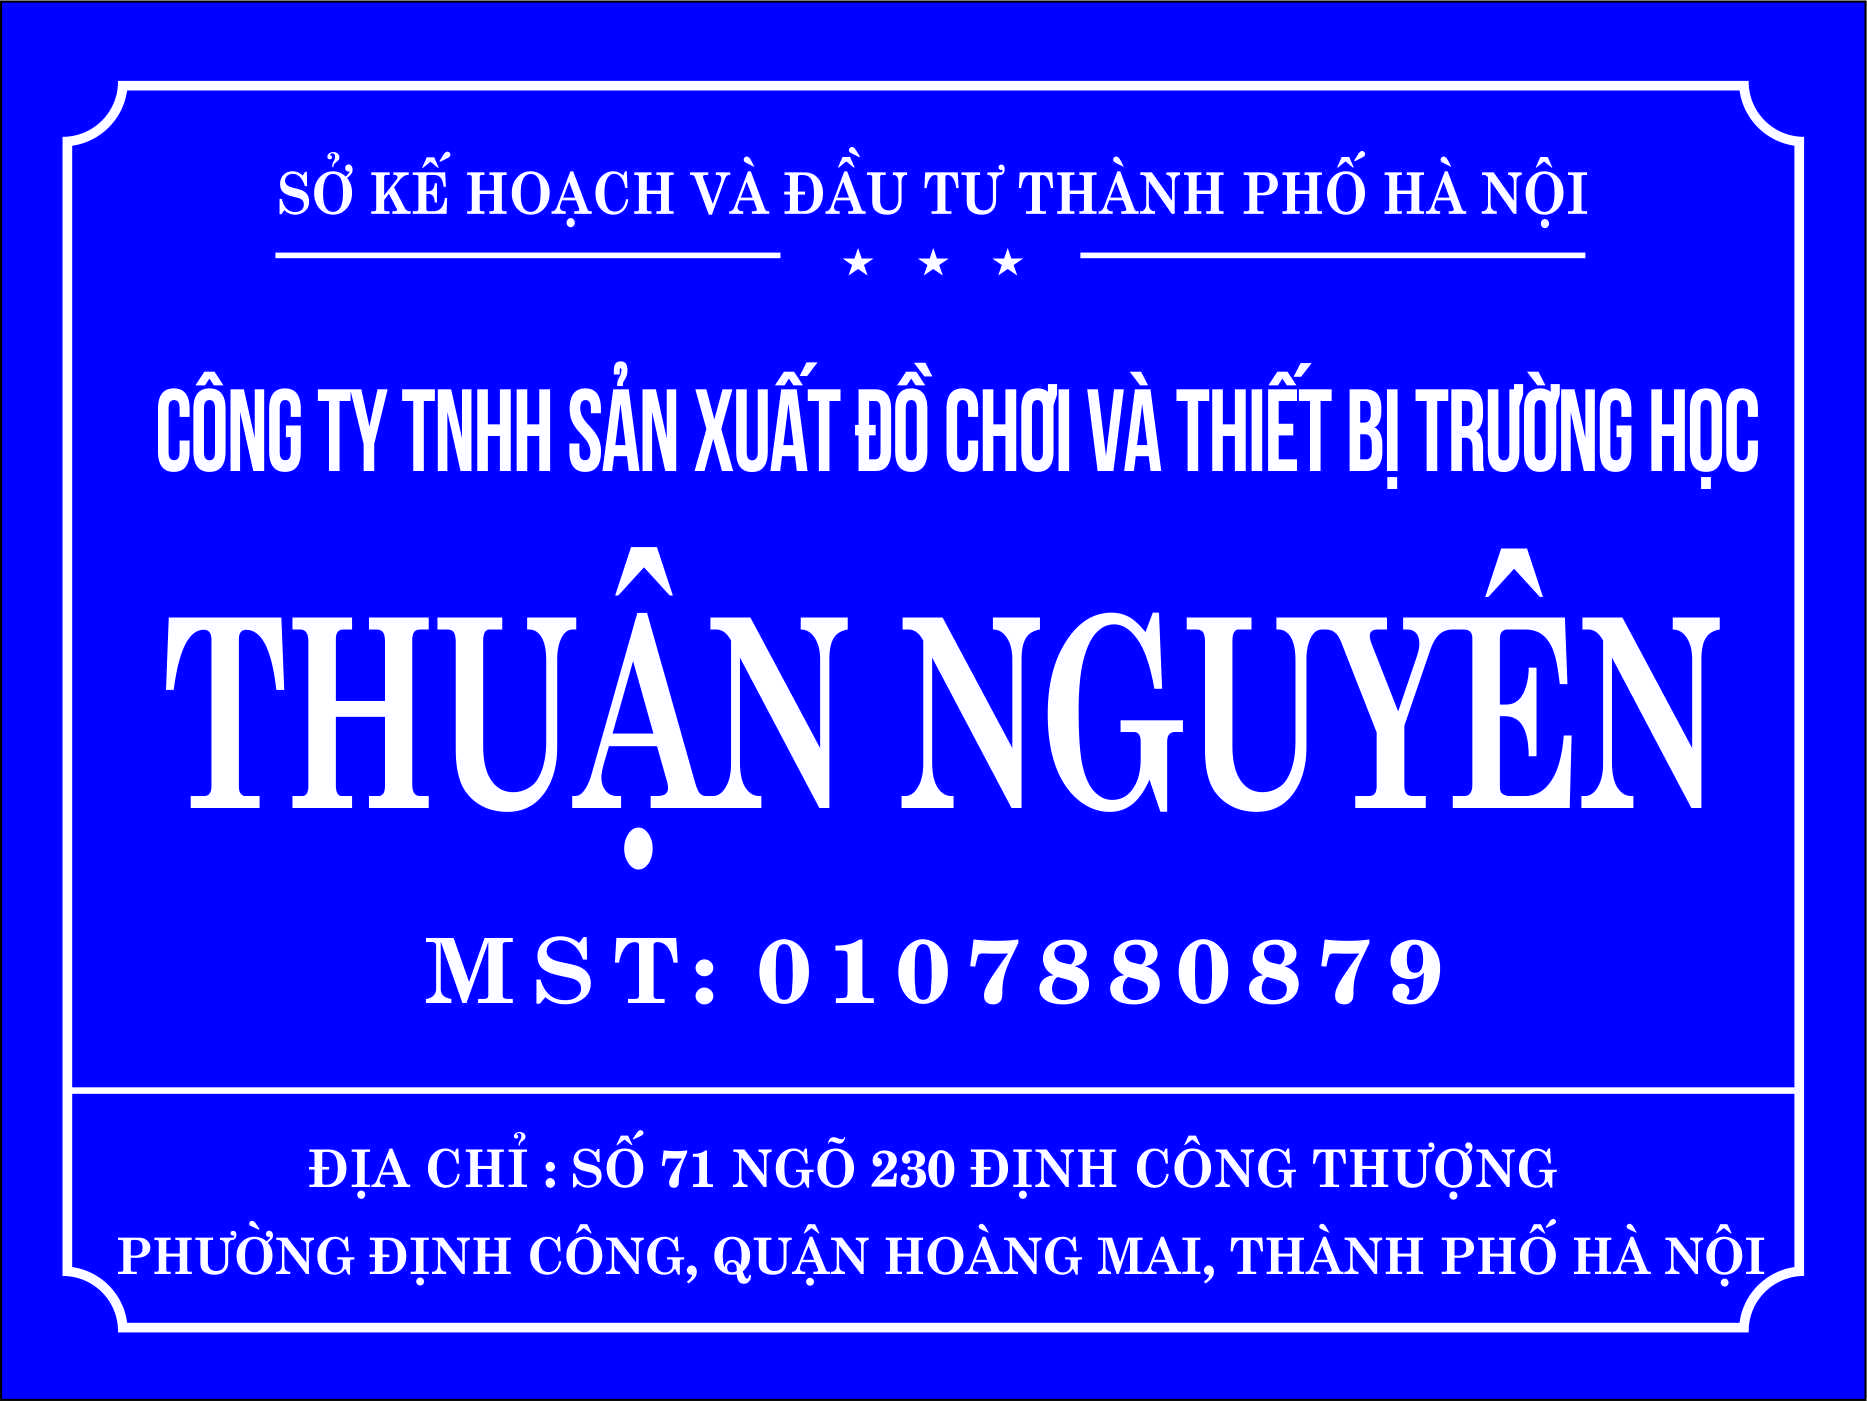 SỞ KẾ HOẠCH VÀ ĐẦU TƯ THÀNH PHỐ HÀ NỘI
CÔNG TY TNHH SẢN XUẤT ĐỒ CHƠI VÀ THIẾT BỊ TRƯỜNG HỌC
THUẬN NGUYÊN
MST: 0107880879
ĐỊA CHỈ : SỐ 71 NGÕ 230 ĐỊNH CÔNG THƯỢNG
PHƯỜNG ĐỊNH CÔNG, QUẬN HOÀNG MAI, THÀNH PHỐ HÀ NỘI